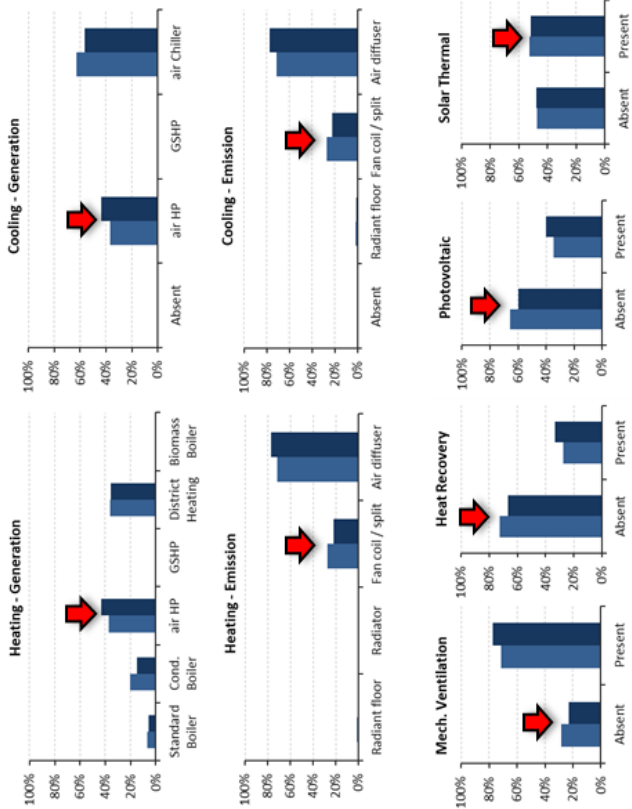 Heating - Generation
100%
80%
60%
40%
20%
0%
Standard Boiler
Cond. Boiler
air HP
GSHP
District Heating
Biomass Boiler
Cooling - Generation
100%
80%
60%
40%
20%
0%
Absent
air HP
GSHP
air Chiller
Heating - Emission
100%
80%
60%
40%
20%
0%
Radiant floor
Radiator
Fan coil / split
Air diffuser
Cooling - Emission
100%
80%
60%
40%
20%
0%
Absent
Radiant floor
Fan coil / split
Air diffuser
Mech. Ventilation
100%
80%
60%
40%
20%
0%
Absent
Present
Heat Recovery
100%
80%
60%
40%
20%
0%
Absent
Present
Photovoltaic
100%
80%
60%
40%
20%
0%
Absent
Present
Solar Thermal
100%
80%
60%
40%
20%
0%
Absent
Present